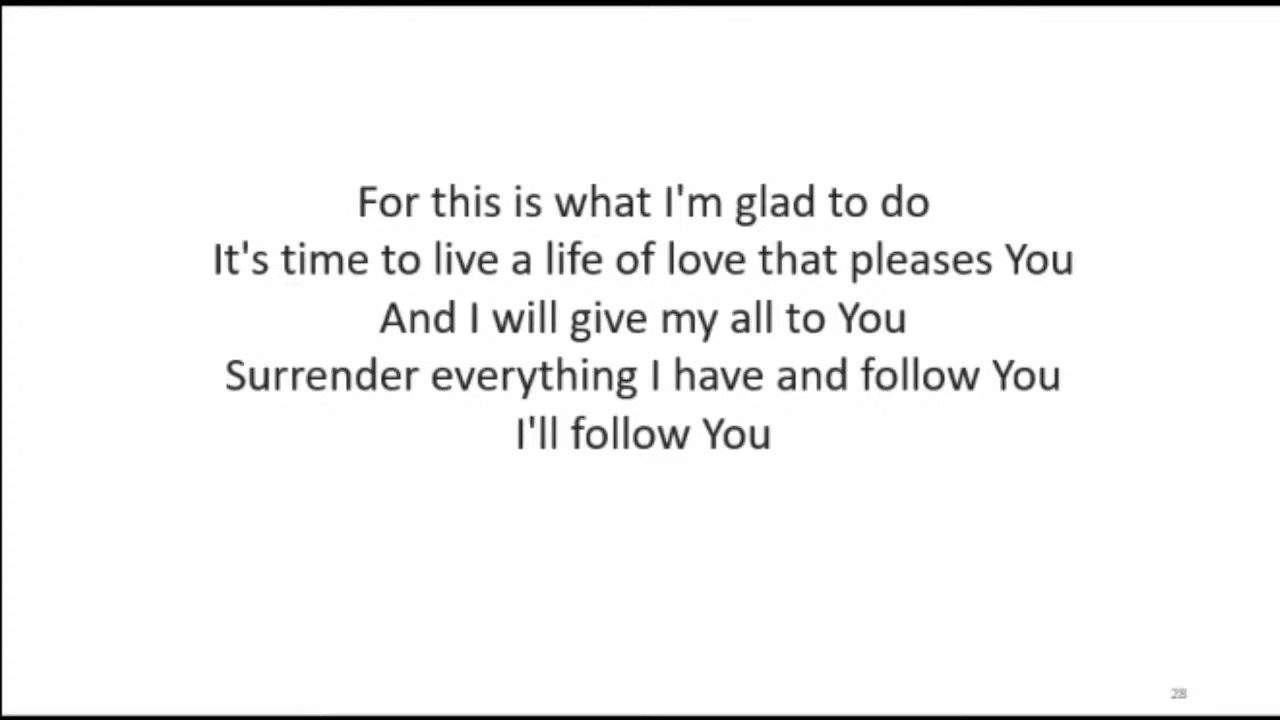 For this is what I'm glad to do
It's time to live a life of love that pleases You
And I will give my all to You
Surrender everything I have and follow You
I'll follow You
28